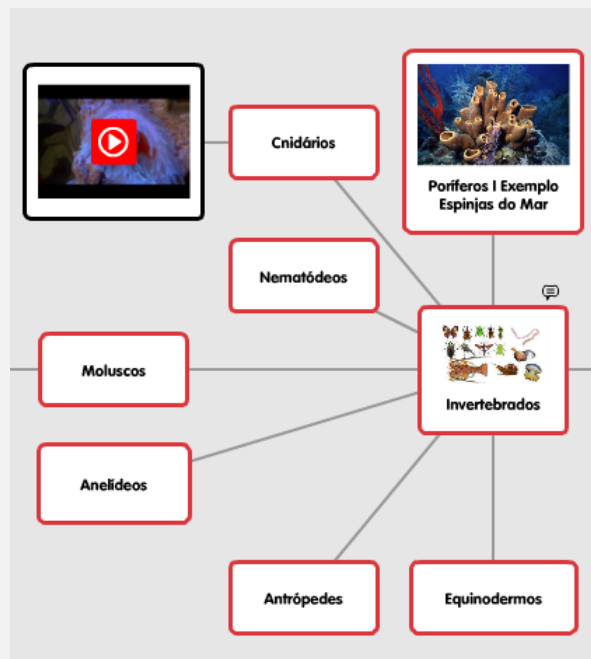 Cnidários
Poríferos I Exemplo
Espinjas do Mar
Nematódeos
Moluscos
Invertebrados
Anelídeos
Antrópedes
Equinodermos